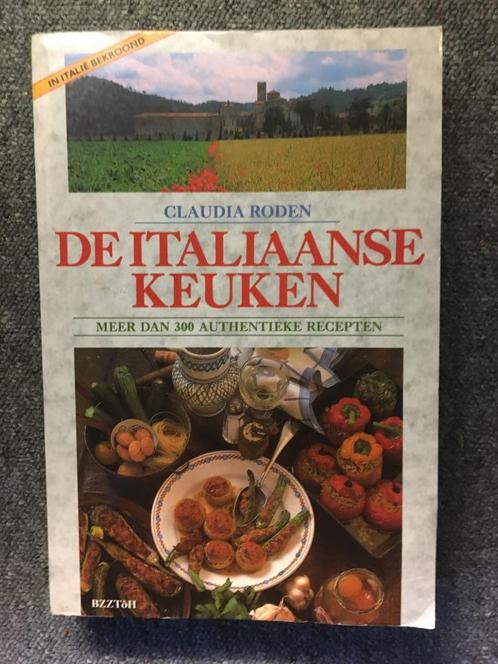 IN ITALIË BEKROOND
CLAUDIA RODEN
DE ITALIAANSE
KEUKEN
MEER DAN 300 AUTHENTIEKE RECEPTEN
BZZTôH